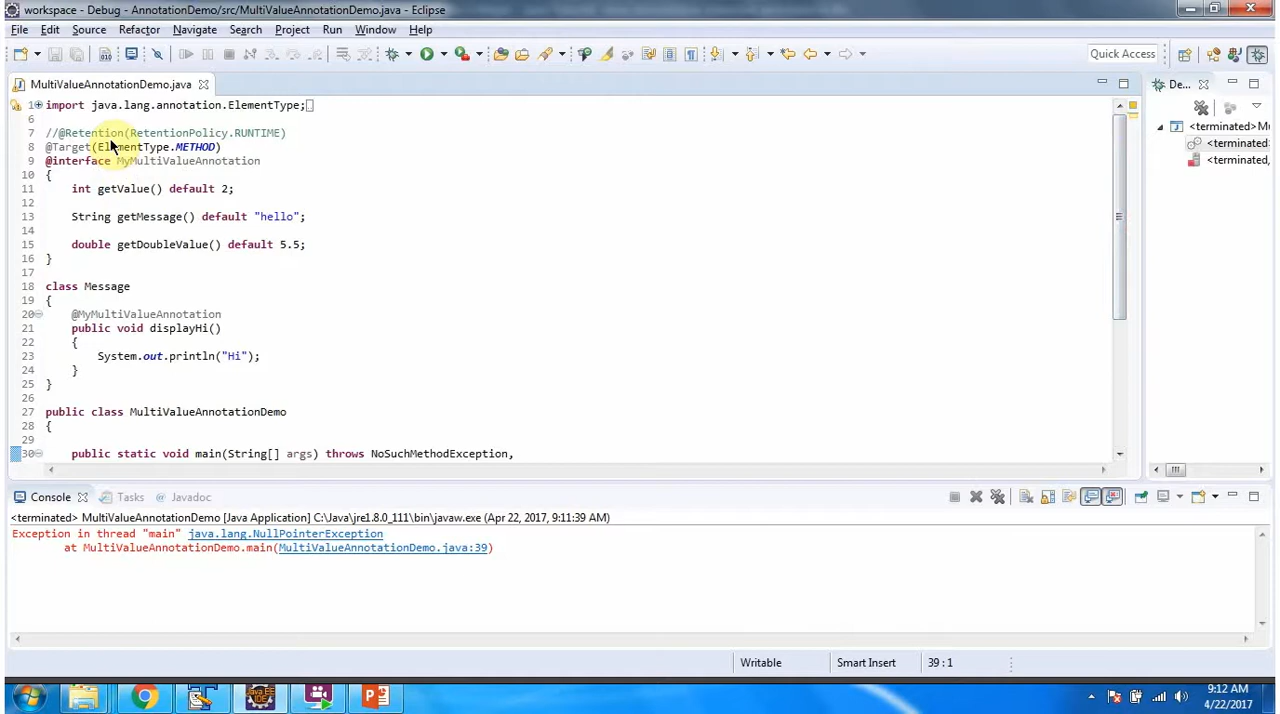 workspace - Debug - AnnotationDemo/src/MultiValueAnnotationDemo.java - Eclipse
File Edit Source Refactor Navigate Search Project Run Window Help
Quick Access
MultiValueAnnotationDemo.java
De...
1 import java.lang.annotation.ElementType;
6
7 //@Retention(RetentionPolicy.RUNTIME)
8 @Target(ElementType.METHOD)
9 @interface MyMultiValueAnnotation
10 {
11 int getValue() default 2;
12
13 String getMessage() default "hello";
14
15 double getDoubleValue() default 5.5;
16 }
17
18 class Message
19 {
20 @MyMultiValueAnnotation
21 public void displayHi()
22 {
23 System.out.println("Hi");
24 }
25 }
26
27 public class MultiValueAnnotationDemo
28 {
29
30 public static void main(String[] args) throws NoSuchMethodException,
<terminated> Mu
<terminated>
<terminated,
Console Tasks Javadoc
<terminated> MultiValueAnnotationDemo [Java Application] C:\Java\jre1.8.0_111\bin\javaw.exe (Apr 22, 2017, 9:11:39 AM)
Exception in thread "main" java.lang.NullPointerException
at MultiValueAnnotationDemo.main(MultiValueAnnotationDemo.java:39)
Writable Smart Insert 39 : 1
Java EE
IDE
9:12 AM
4/22/2017